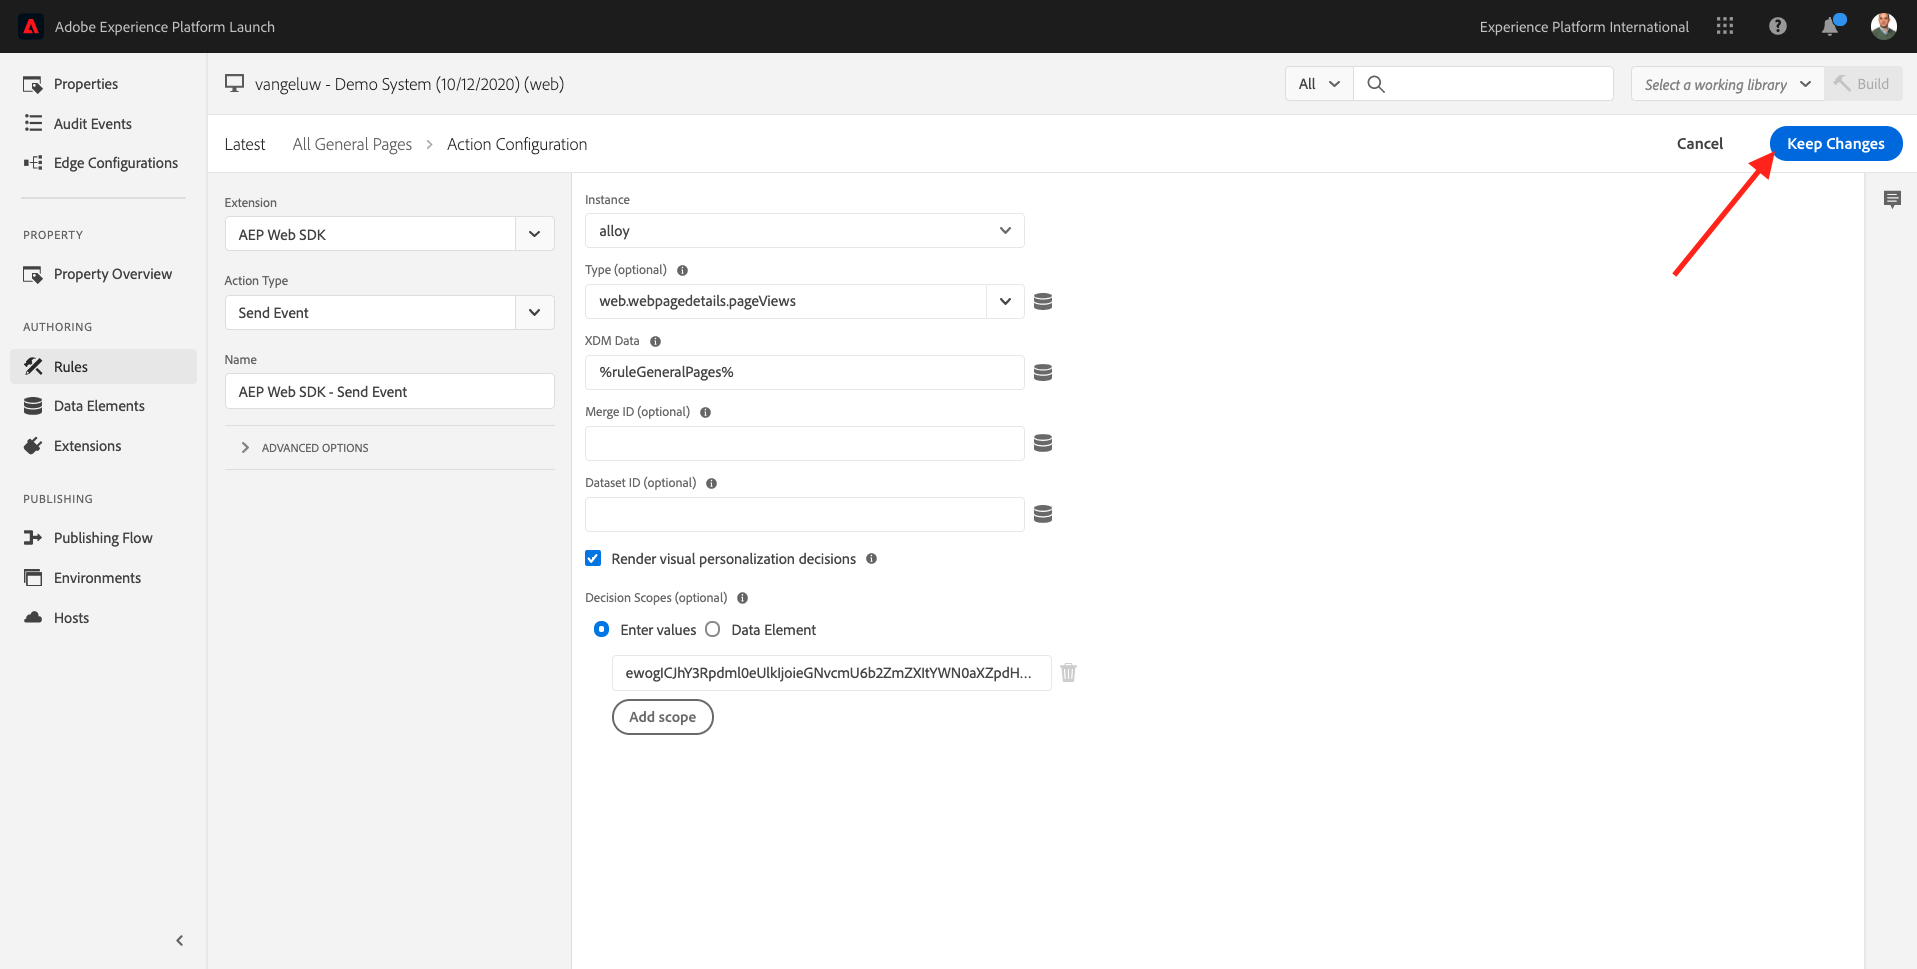 Adobe Experience Platform Launch
Experience Platform International
Properties
Audit Events
Edge Configurations
PROPERTY
Property Overview
AUTHORING
Rules
Data Elements
Extensions
PUBLISHING
Publishing Flow
Environments
Hosts
vangeluw - Demo System (10/12/2020) (web)
All
Select a working library
Build
Latest
All General Pages > Action Configuration
Cancel
Keep Changes
Extension
AEP Web SDK
Action Type
Send Event
Name
AEP Web SDK - Send Event
ADVANCED OPTIONS
Instance
alloy
Type (optional)
web.webpagedetails.pageViews
XDM Data
%ruleGeneralPages%
Merge ID (optional)
Dataset ID (optional)
Render visual personalization decisions
Decision Scopes (optional)
Enter values
Data Element
ewogICJhY3Rpdml0eUlkIjoieGNvcmU6b2ZmZXItYWN0aXZpdH...
Add scope